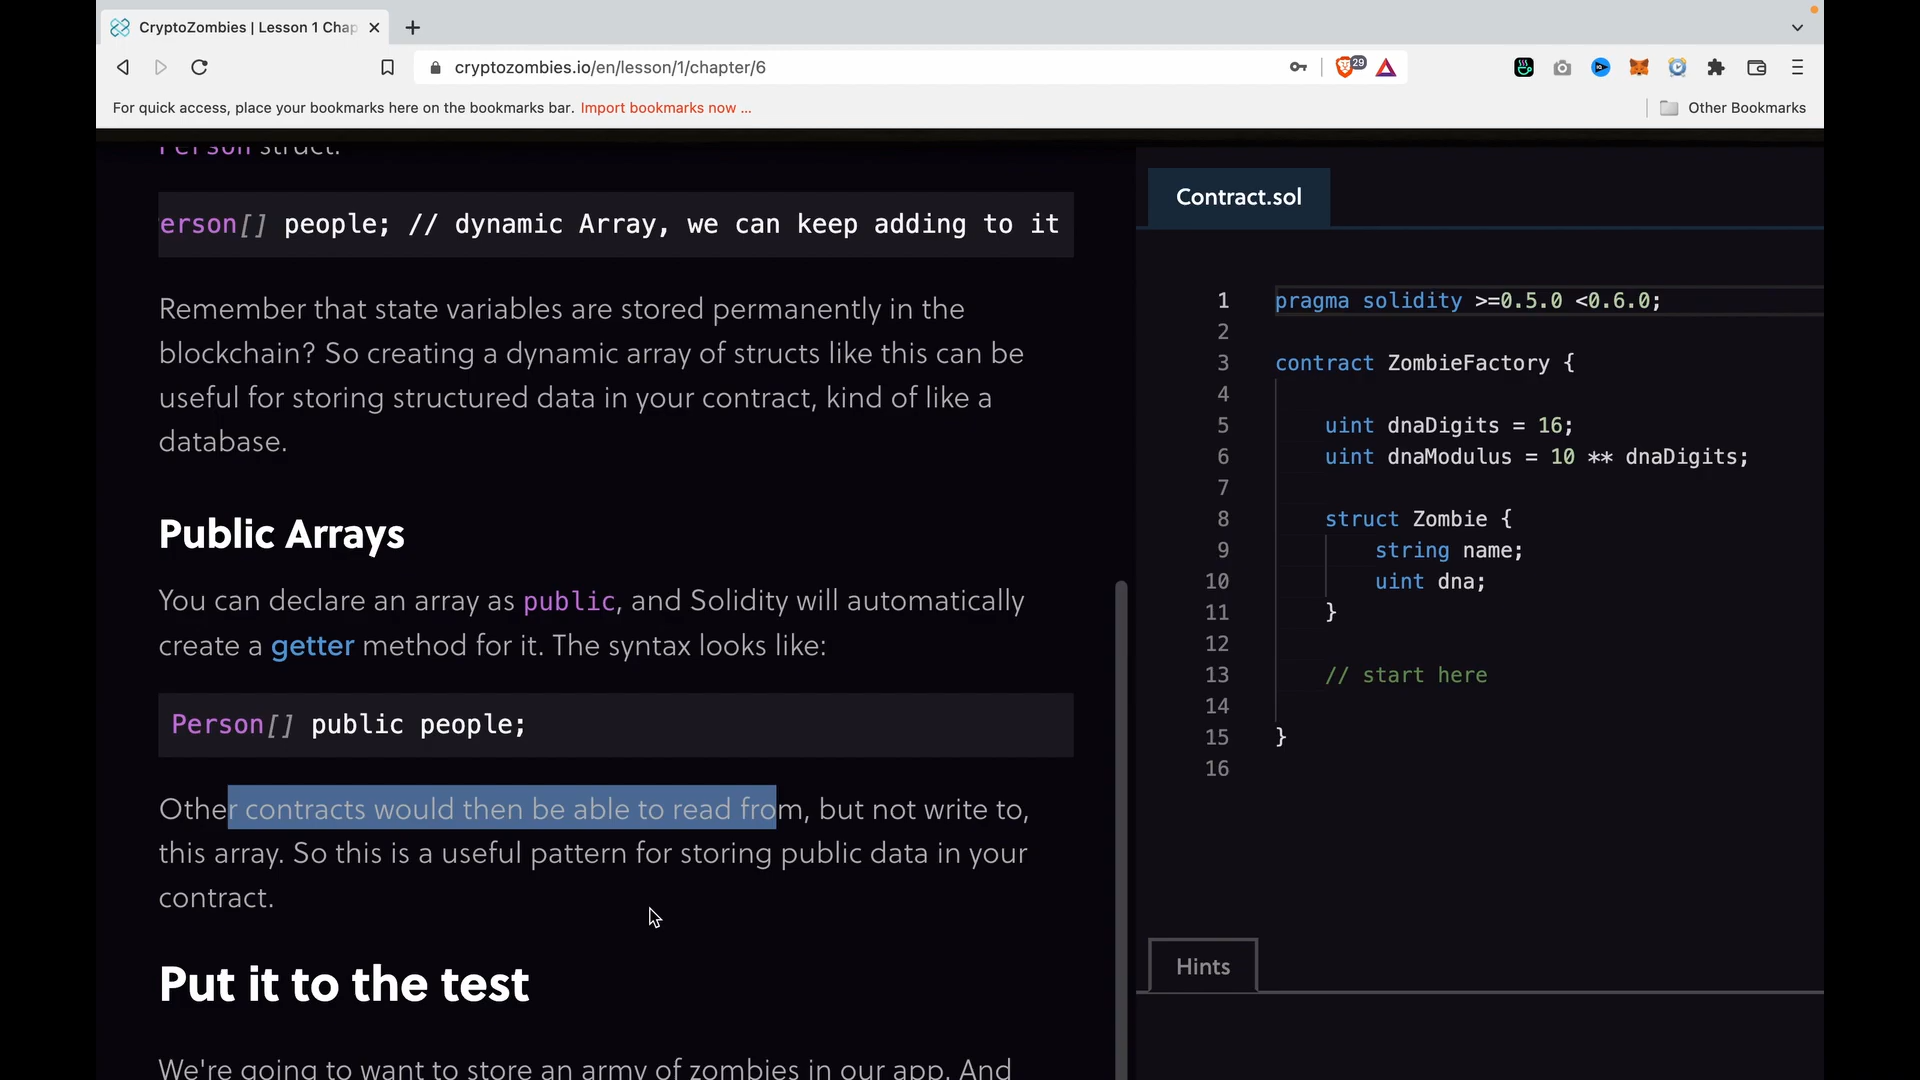 CryptoZombies | Lesson 1 Chap
cryptozombies.io/en/lesson/1/chapter/6
29
For quick access, place your bookmarks here on the bookmarks bar. Import bookmarks now ...
Other Bookmarks
Person struct.
erson[] people; // dynamic Array, we can keep adding to it
Remember that state variables are stored permanently in the
blockchain? So creating a dynamic array of structs like this can be
useful for storing structured data in your contract, kind of like a
database.
Public Arrays
You can declare an array as public, and Solidity will automatically
create a getter method for it. The syntax looks like:
Person[] public people;
Other contracts would then be able to read from, but not write to,
this array. So this is a useful pattern for storing public data in your
contract.
Put it to the test
We're going to want to store an army of zombies in our app. And
Contract.sol
1 pragma solidity >=0.5.0 <0.6.0;
2
3 contract ZombieFactory {
4
5 uint dnaDigits = 16;
6 uint dnaModulus = 10 ** dnaDigits;
7
8 struct Zombie {
9 string name;
10 uint dna;
11 }
12
13 // start here
14
15 }
16
Hints